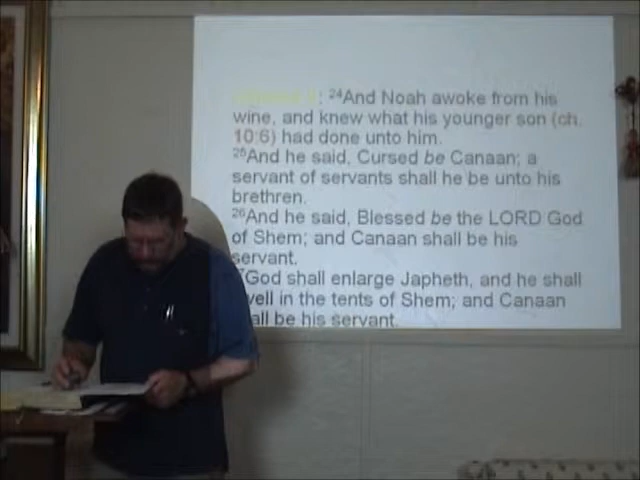 : 24And Noah awoke from his
wine, and knew what his younger son (ch.
10:6) had done unto him.
25And he said, Cursed be Canaan; a
servant of servants shall he be unto his
brethren.
26And he said, Blessed be the LORD God
of Shem; and Canaan shall be his
servant.
God shall enlarge Japheth, and he shall
well in the tents of Shem; and Canaan
all be his servant.